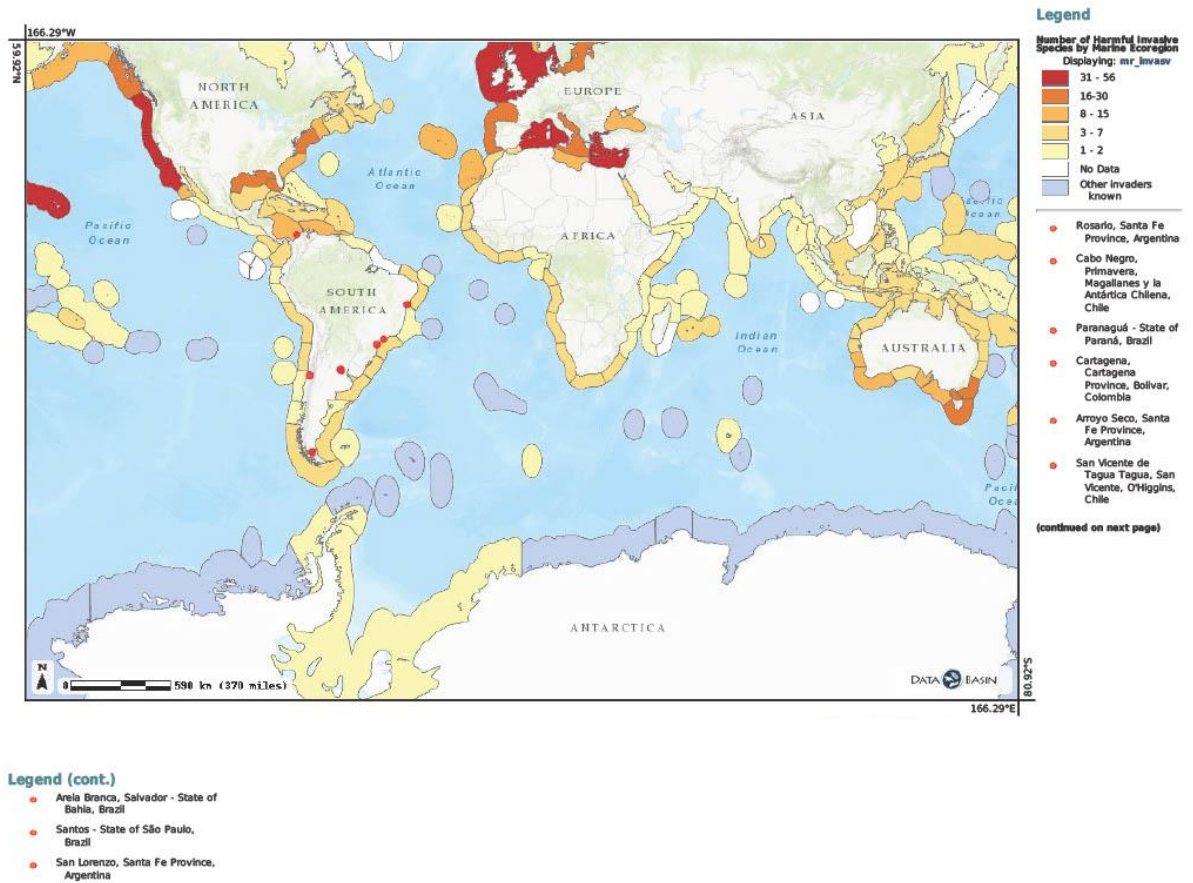 Legend
166.29°W
59.92°N
Number of Harmful Invasive
Species by Marine Ecoregion
Displaying: mr_invasv
31 - 56
16-30
8 - 15
3 - 7
1 - 2
No Data
Other invaders
known
NORTH
AMERICA
EUROPE
ASIA
Atlantic
Ocean
Pacific
Ocean
AFRICA
SOUTH
AMERICA
Indian
Ocean
AUSTRALIA
ANTARCTICA
Rosario, Santa Fe
Province, Argentina
Cabo Negro,
Primavera,
Magallanes y la
Antártica Chilena,
Chile
Paranaguá - State of
Paraná, Brazil
Cartagena,
Cartagena
Province, Bolivar,
Colombia
Arroyo Seco, Santa
Fe Province,
Argentina
San Vicente de
Tagua Tagua, San
Vicente, O'Higgins,
Chile
(continued on next page)
N
0 590 km (370 miles)
DATA BASIN
80.92°S
166.29°E
Legend (cont.)
Areia Branca, Salvador - State of
Bahia, Brazil
Santos - State of São Paulo,
Brazil
San Lorenzo, Santa Fe Province,
Argentina